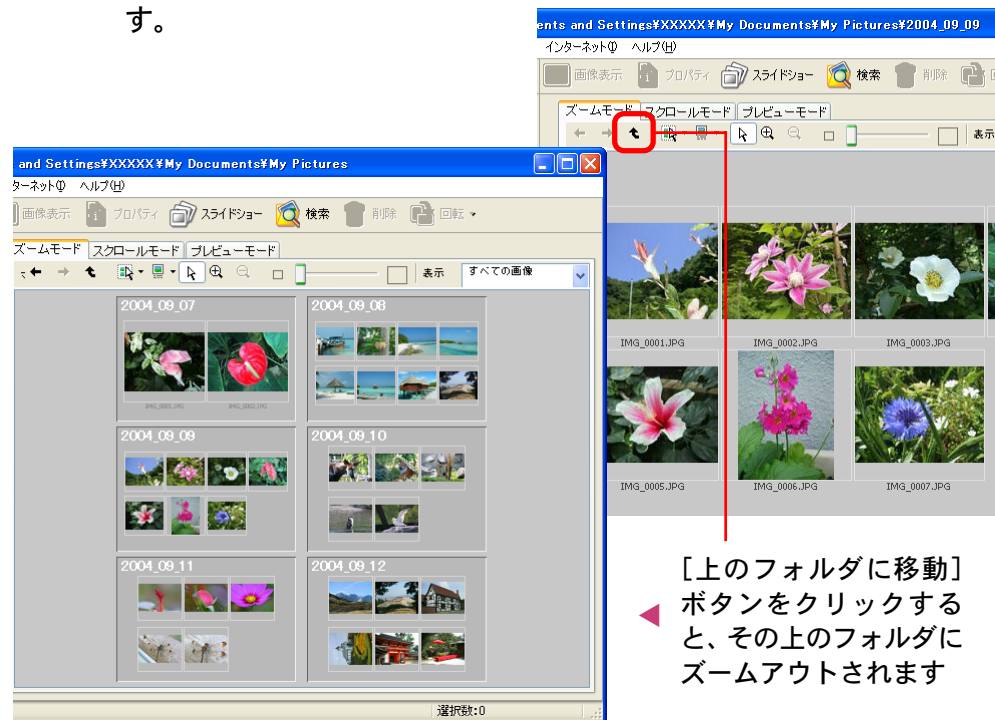 す。
ents and Settings¥XXXXX¥My Documents¥My Pictures¥2004_09_09
インターネット(I) ヘルプ(H)
画像表示 プロパティ スライドショー 検索 削除
ズームモード スクロールモード プレビューモード
表示
IMG_0001.JPG IMG_0002.JPG IMG_0003.JPG
IMG_0005.JPG IMG_0006.JPG IMG_0007.JPG
and Settings¥XXXXX¥My Documents¥My Pictures
ターネット(I) ヘルプ(H)
画像表示 プロパティ スライドショー 検索 削除 回転
ズームモード スクロールモード プレビューモード
表示 すべての画像
2004_09_07 2004_09_08
IMG_0001.JPG IMG_0002.JPG
2004_09_09 2004_09_10
2004_09_11 2004_09_12
選択数:0
[上のフォルダに移動]
ボタンをクリックする
と、その上のフォルダに
ズームアウトされます